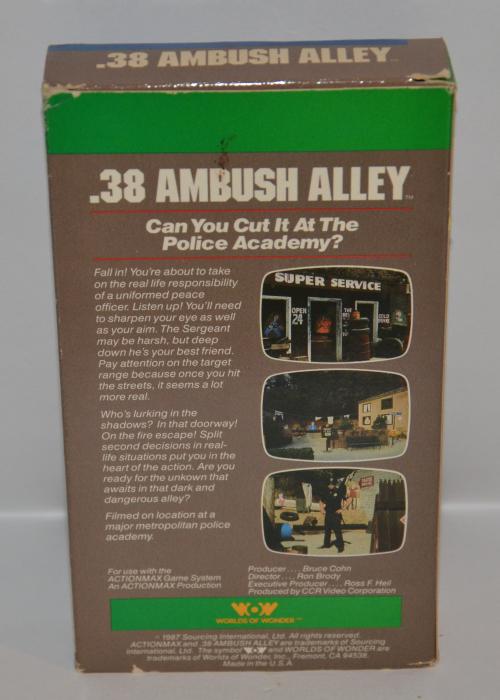 .38 AMBUSH ALLEY
.38 AMBUSH ALLEY™
Can You Cut It At The
Police Academy?
Fall in! You're about to take
on the real life responsibility
of a uniformed peace
officer. Listen up! You'll need
to sharpen your eye as well
as your aim. The Sergeant
may be harsh, but deep
down he's your best friend.
Pay attention on the target
range because once you hit
the streets, it seems a lot
more real.
Who's lurking in the
shadows? In that doorway!
On the fire escape! Split
second decisions in real-
life situations put you in the
heart of the action. Are you
ready for the unkown that
awaits in that dark and
dangerous alley?
Filmed on location at a
major metropolitan police
academy.
SUPER SERVICE
OPEN
24
COLD
For use with the
ACTIONMAX Game System
An ACTIONMAX Production
Producer .... Bruce Cohn
Director .... Ron Brody
Executive Producer .... Ross F. Heil
Produced by CCR Video Corporation
WOW
WORLDS OF WONDER™
1987 Sourcing International, Ltd. All rights reserved.
ACTIONMAX and .38 AMBUSH ALLEY are trademarks of Sourcing
International, Ltd. The symbol WOW and WORLDS OF WONDER are
trademarks of Worlds of Wonder, Inc., Fremont, CA 94538.
Made in the U.S.A.